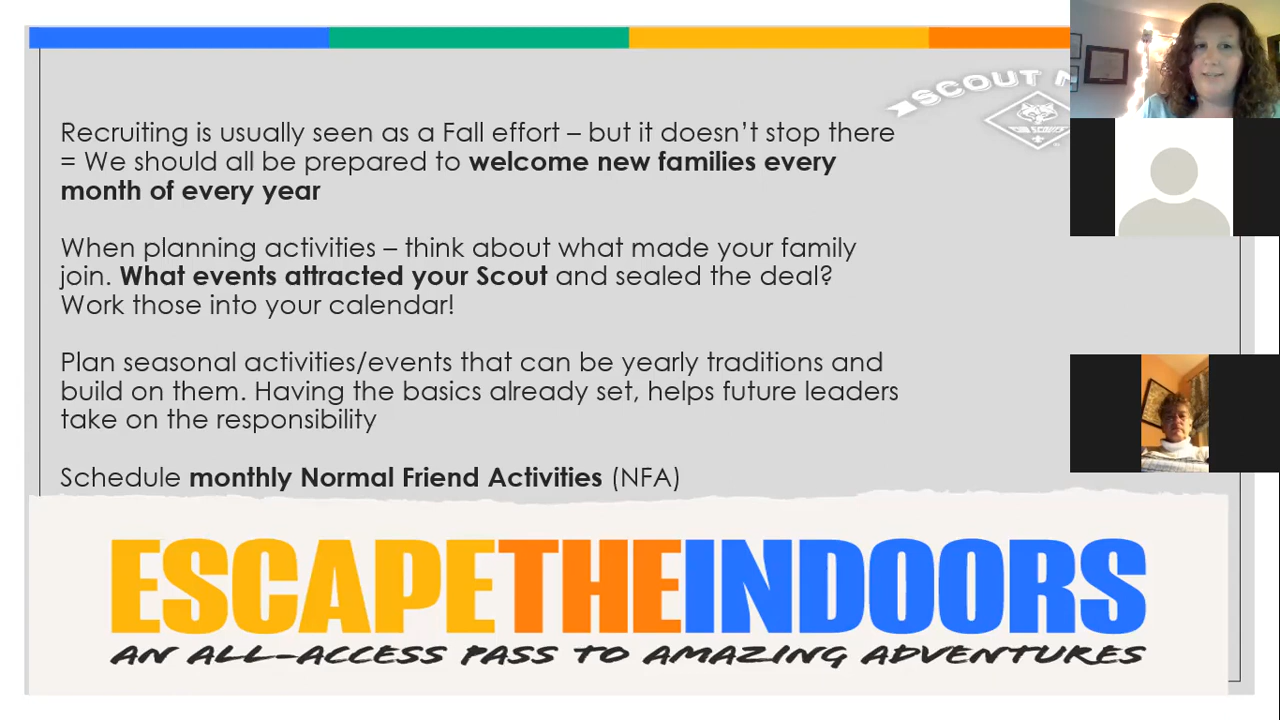 SCOUT
Recruiting is usually seen as a Fall effort – but it doesn't stop there
= We should all be prepared to welcome new families every
month of every year
When planning activities – think about what made your family
join. What events attracted your Scout and sealed the deal?
Work those into your calendar!
Plan seasonal activities/events that can be yearly traditions and
build on them. Having the basics already set, helps future leaders
take on the responsibility
Schedule monthly Normal Friend Activities (NFA)
ESCAPETHEINDOORS
AN ALL-ACCESS PASS TO AMAZING ADVENTURES